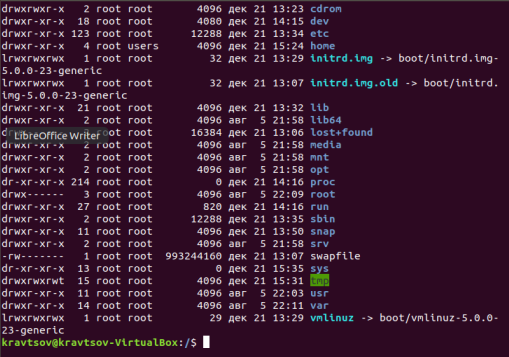 drwxrwxr-x   2 root root      4096 дек 21 13:23 cdrom
drwxr-xr-x  18 root root      4080 дек 21 14:15 dev
drwxr-xr-x 123 root root     12288 дек 21 13:34 etc
drwxr-xr-x   4 root users     4096 дек 21 15:24 home
lrwxrwxrwx   1 root root        32 дек 21 13:29 initrd.img -> boot/initrd.img-
5.0.0-23-generic
lrwxrwxrwx   1 root root        32 дек 21 13:07 initrd.img.old -> boot/initrd.
img-5.0.0-23-generic
drwxr-xr-x  21 root root      4096 дек 21 13:32 lib
drwxr-xr-x   2 root root      4096 авг  5 21:58 lib64
LibreOffice Writer     16384 дек 21 13:06 lost+found
drwxr-xr-x   2 root root      4096 авг  5 21:58 media
drwxr-xr-x   2 root root      4096 авг  5 21:58 mnt
drwxr-xr-x   2 root root      4096 авг  5 21:58 opt
dr-xr-xr-x 214 root root         0 дек 21 14:16 proc
drwx------   3 root root      4096 авг  5 22:09 root
drwxr-xr-x  27 root root       820 дек 21 14:16 run
drwxr-xr-x   2 root root     12288 дек 21 13:35 sbin
drwxr-xr-x  11 root root      4096 дек 21 13:50 snap
drwxr-xr-x   2 root root      4096 авг  5 21:58 srv
-rw-------   1 root root 993244160 дек 21 13:07 swapfile
dr-xr-xr-x  13 root root         0 дек 21 15:35 sys
drwxrwxrwt  15 root root      4096 дек 21 15:31 tmp
drwxr-xr-x  11 root root      4096 авг  5 22:03 usr
drwxr-xr-x  14 root root      4096 авг  5 22:11 var
lrwxrwxrwx   1 root root        29 дек 21 13:29 vmlinuz -> boot/vmlinuz-5.0.0-
23-generic
kravtsov@kravtsov-VirtualBox:/$